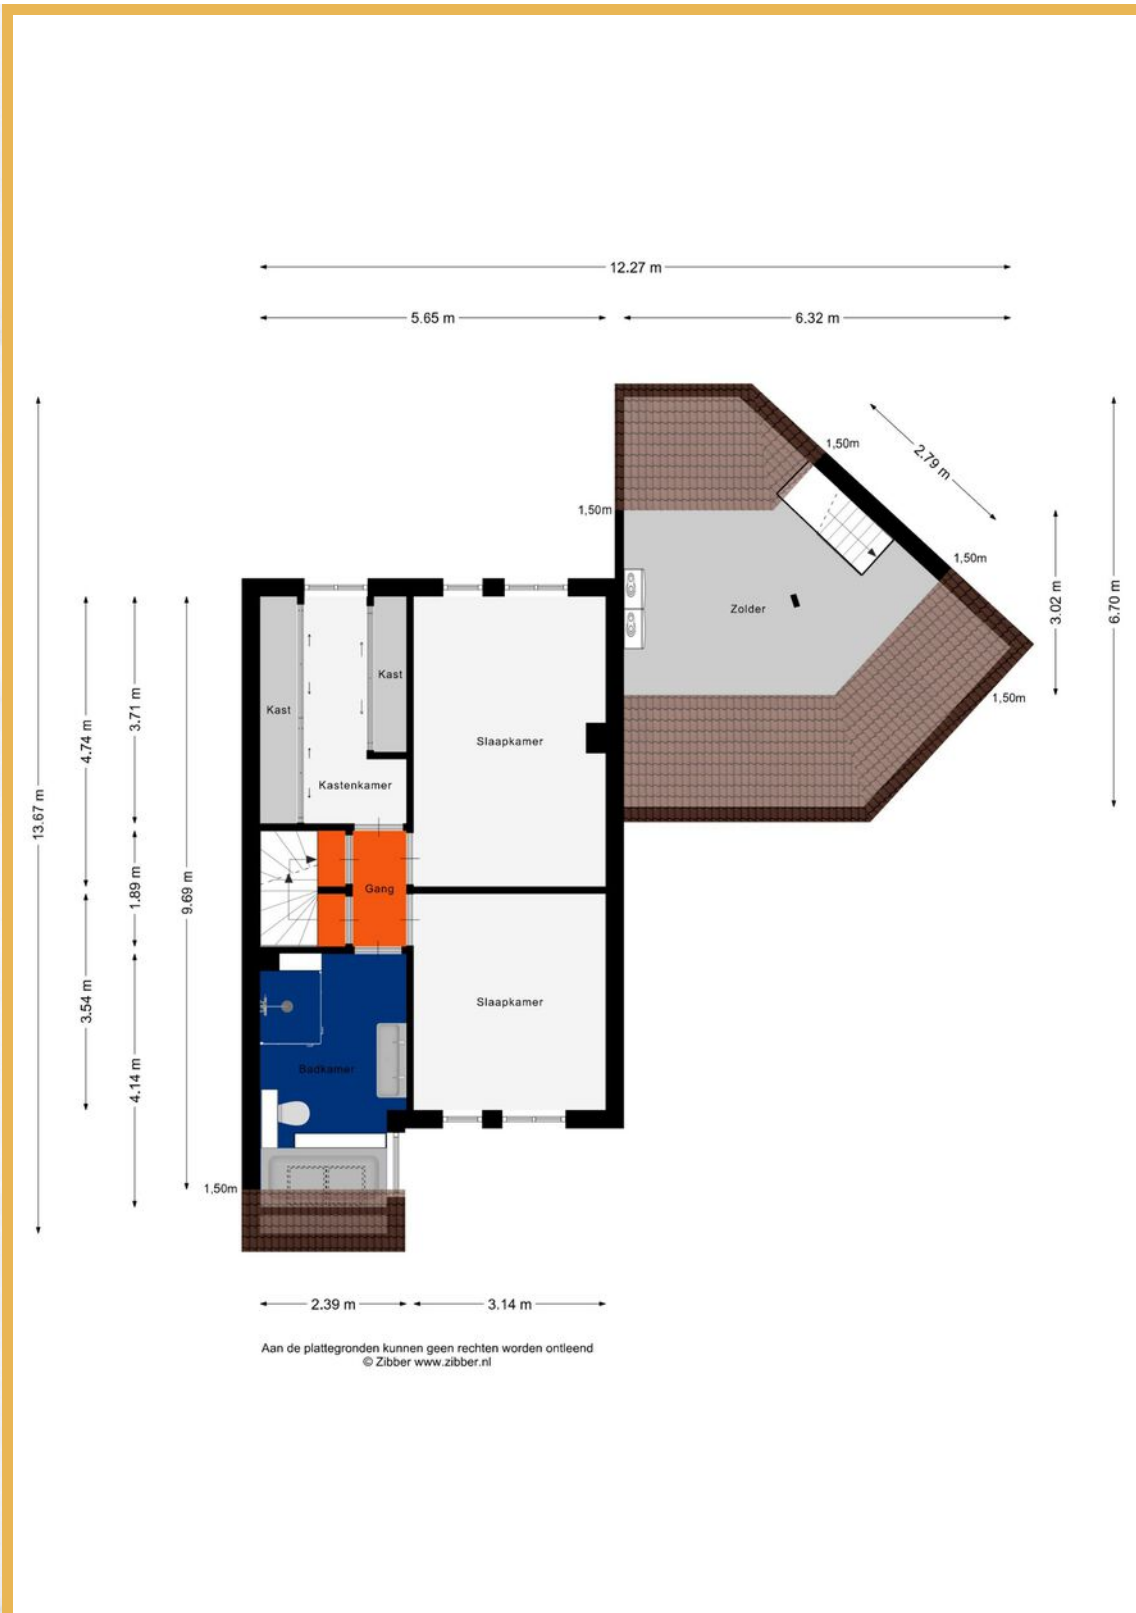 12.27 m
5.65 m
6.32 m
2.79 m
1,50m
1,50m
1,50m
1,50m
3.02 m
6.70 m
13.67 m
4.74 m
3.71 m
1.89 m
9.69 m
3.54 m
4.14 m
Zolder
Kast
Kast
Slaapkamer
Kastenkamer
Gang
Slaapkamer
Badkamer
1,50m
2.39 m
3.14 m
Aan de plattegronden kunnen geen rechten worden ontleend
© Zibber www.zibber.nl